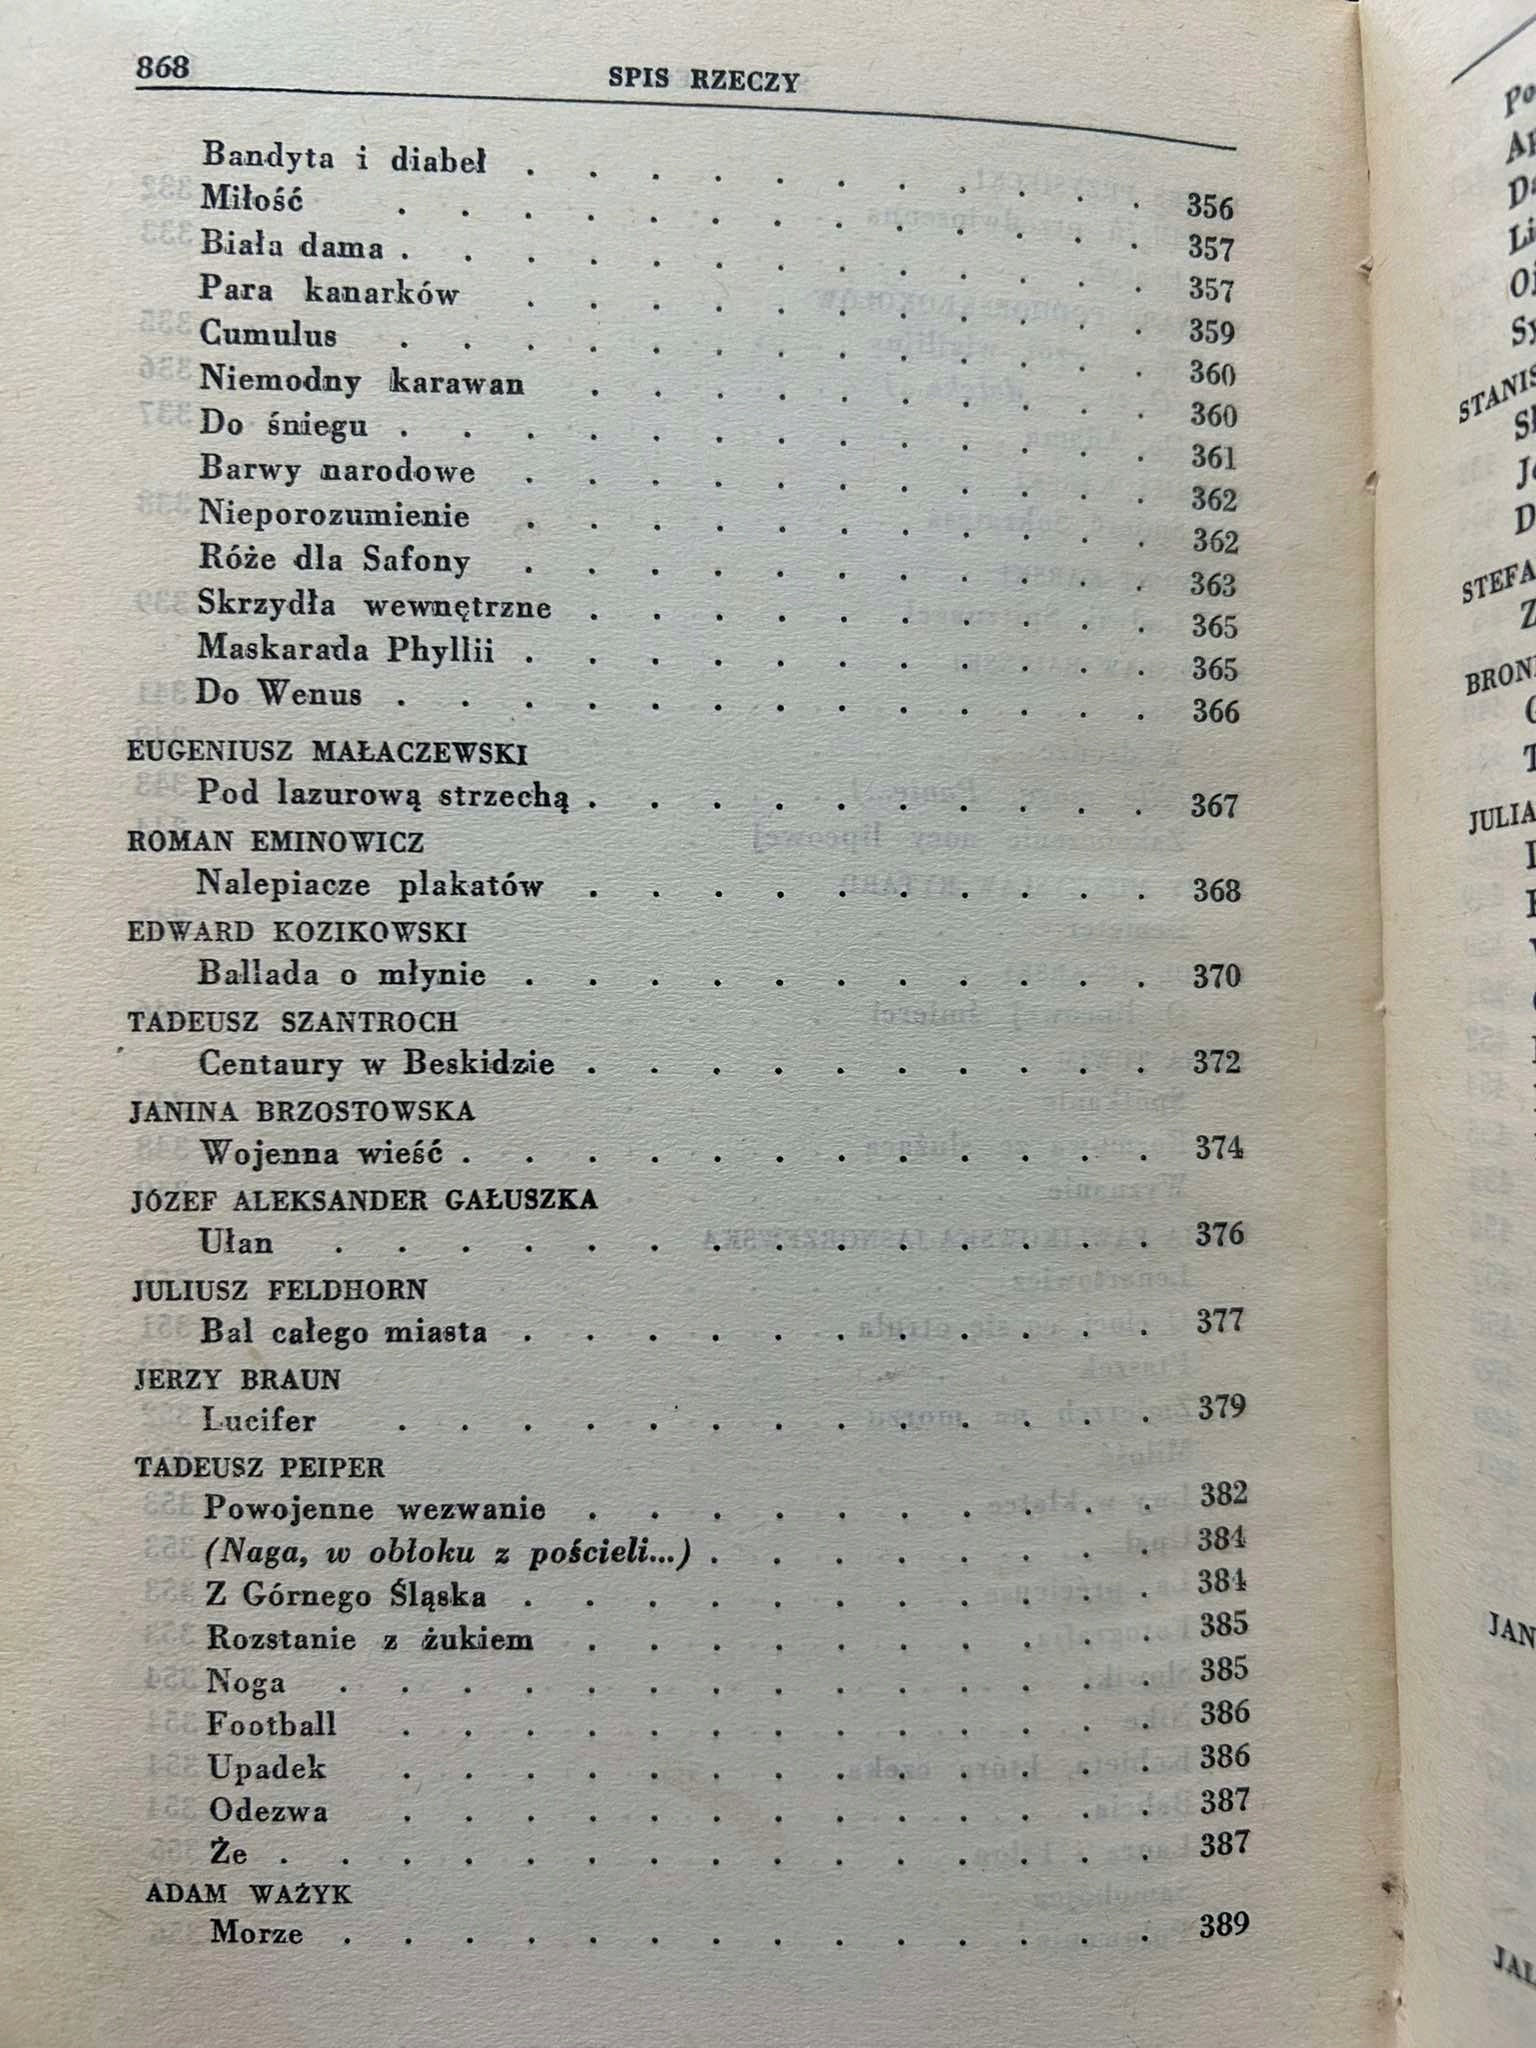 868 SPIS RZECZY
Bandyta i diabeł . . . . . . . . . . . 356
Miłość . . . . . . . . . . . . . 357
Biała dama . . . . . . . . . . . . . 357
Para kanarków . . . . . . . . . . . 359
Cumulus . . . . . . . . . . . . . 360
Niemodny karawan . . . . . . . . . . 360
Do śniegu . . . . . . . . . . . . . 361
Barwy narodowe . . . . . . . . . . . 362
Nieporozumienie . . . . . . . . . . . 362
Róże dla Safony . . . . . . . . . . . 363
Skrzydła wewnętrzne . . . . . . . . . . 365
Maskarada Phyllii . . . . . . . . . . . 365
Do Wenus . . . . . . . . . . . . . 366
EUGENIUSZ MAŁACZEWSKI
Pod lazurową strzechą . . . . . . . . . . 367
ROMAN EMINOWICZ
Nalepiacze plakatów . . . . . . . . . . 368
EDWARD KOZIKOWSKI
Ballada o młynie . . . . . . . . . . . 370
TADEUSZ SZANTROCH
Centaury w Beskidzie . . . . . . . . . . 372
JANINA BRZOSTOWSKA
Wojenna wieść . . . . . . . . . . . . 374
JÓZEF ALEKSANDER GAŁUSZKA
Ułan . . . . . . . . . . . . . . 376
JULIUSZ FELDHORN
Bal całego miasta . . . . . . . . . . . 377
JERZY BRAUN
Lucifer . . . . . . . . . . . . . 379
TADEUSZ PEIPER
Powojenne wezwanie . . . . . . . . . . 382
(Naga, w obłoku z pościeli...) . . . . . . . . 384
Z Górnego Śląska . . . . . . . . . . . 384
Rozstanie z żukiem . . . . . . . . . . 385
Noga . . . . . . . . . . . . . . 385
Football . . . . . . . . . . . . . 386
Upadek . . . . . . . . . . . . . 386
Odezwa . . . . . . . . . . . . . 387
Że . . . . . . . . . . . . . . . 387
ADAM WAŻYK
Morze . . . . . . . . . . . . . . 389